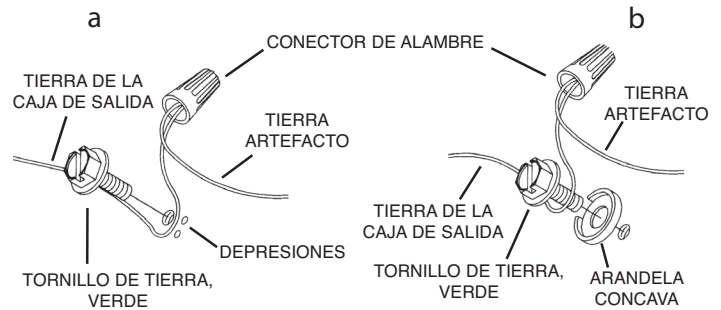 a
b
CONECTOR DE ALAMBRE
TIERRA DE LA
CAJA DE SALIDA
TIERRA
ARTEFACTO
TIERRA
ARTEFACTO
TIERRA DE LA
CAJA DE SALIDA
DEPRESIONES
TORNILLO DE TIERRA,
VERDE
TORNILLO DE TIERRA,
VERDE
ARANDELA
CONCAVA